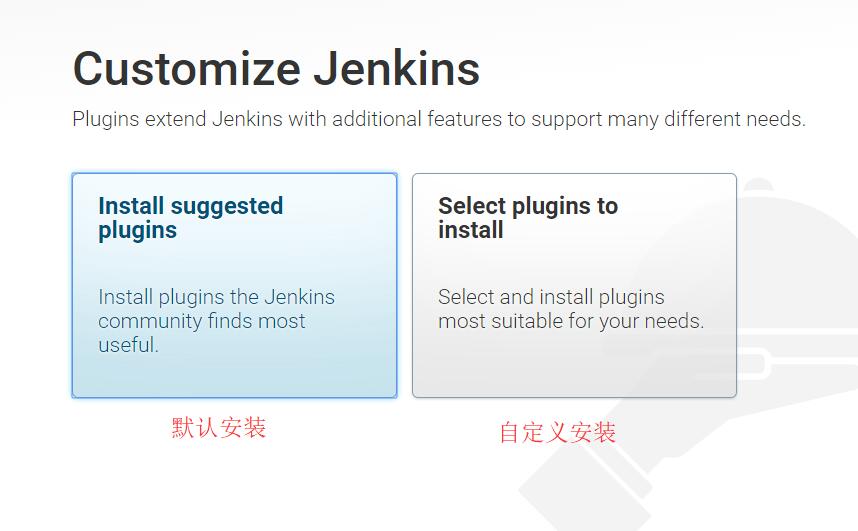 Customize Jenkins
Plugins extend Jenkins with additional features to support many different needs.
Install suggested
plugins
Install plugins the Jenkins
community finds most
useful.
Select plugins to
install
Select and install plugins
most suitable for your needs.
默认安装
自定义安装